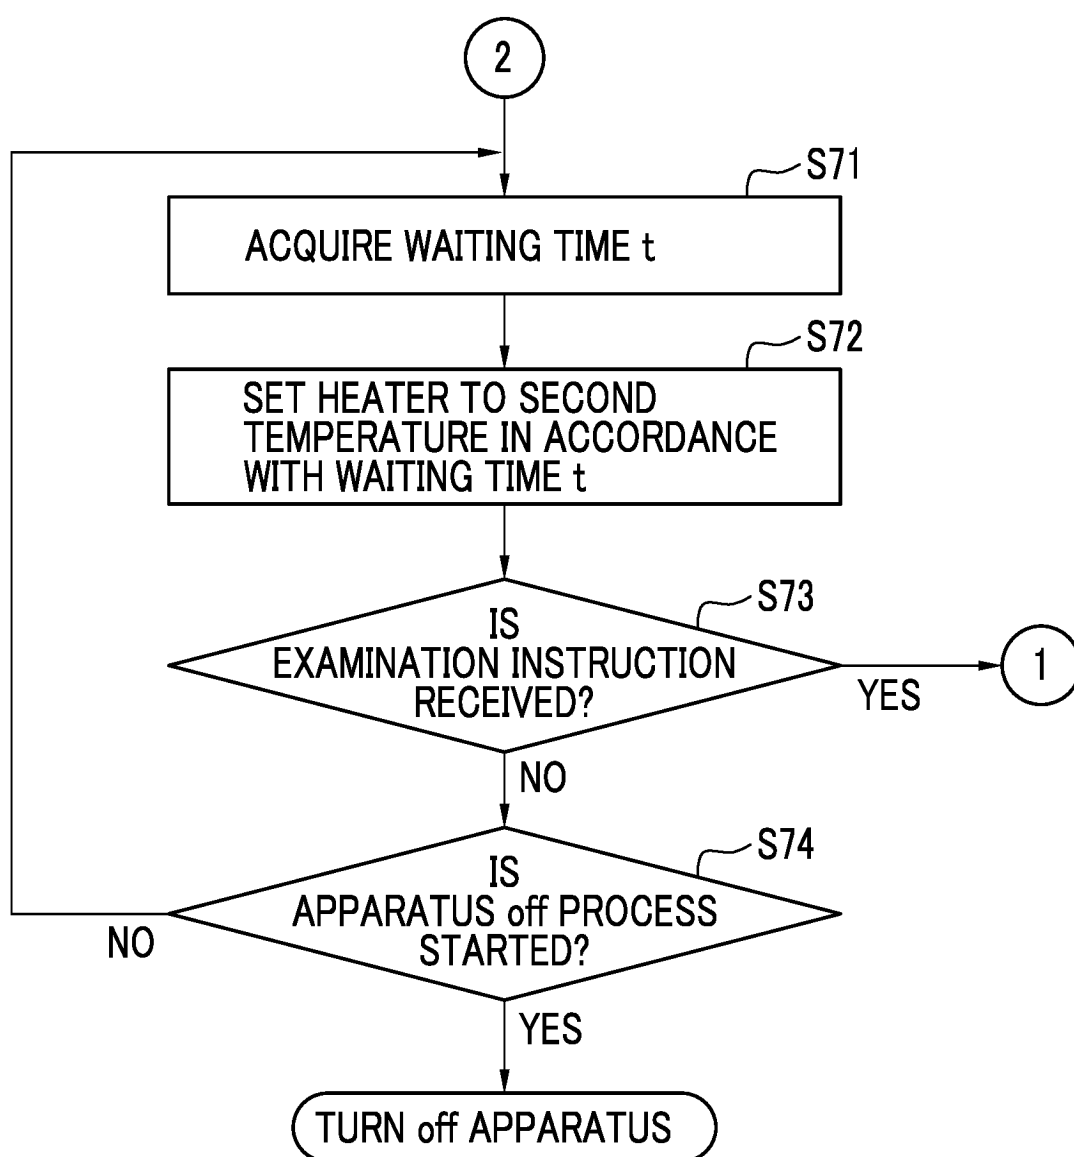 2
S71
ACQUIRE WAITING TIME t
S72
SET HEATER TO SECOND
TEMPERATURE IN ACCORDANCE
WITH WAITING TIME t
S73
IS
EXAMINATION INSTRUCTION
RECEIVED?
YES
1
NO
S74
IS
APPARATUS off PROCESS
STARTED?
NO
YES
TURN off APPARATUS